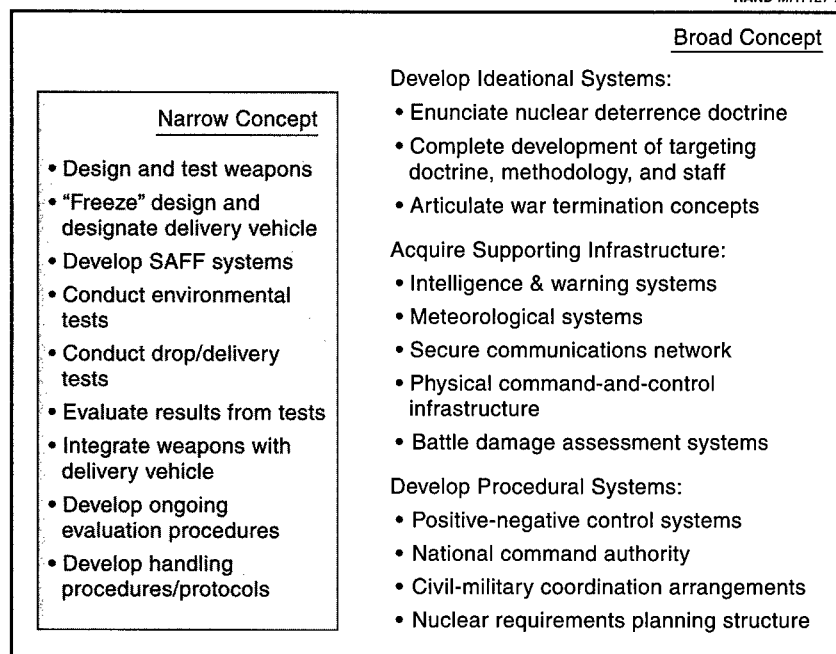 Broad Concept
Narrow Concept
• Design and test weapons
• “Freeze” design and
designate delivery vehicle
• Develop SAFF systems
• Conduct environmental
tests
• Conduct drop/delivery
tests
• Evaluate results from tests
• Integrate weapons with
delivery vehicle
• Develop ongoing
evaluation procedures
• Develop handling
procedures/protocols
Develop Ideational Systems:
• Enunciate nuclear deterrence doctrine
• Complete development of targeting
doctrine, methodology, and staff
• Articulate war termination concepts
Acquire Supporting Infrastructure:
• Intelligence & warning systems
• Meteorological systems
• Secure communications network
• Physical command-and-control
infrastructure
• Battle damage assessment systems
Develop Procedural Systems:
• Positive-negative control systems
• National command authority
• Civil-military coordination arrangements
• Nuclear requirements planning structure